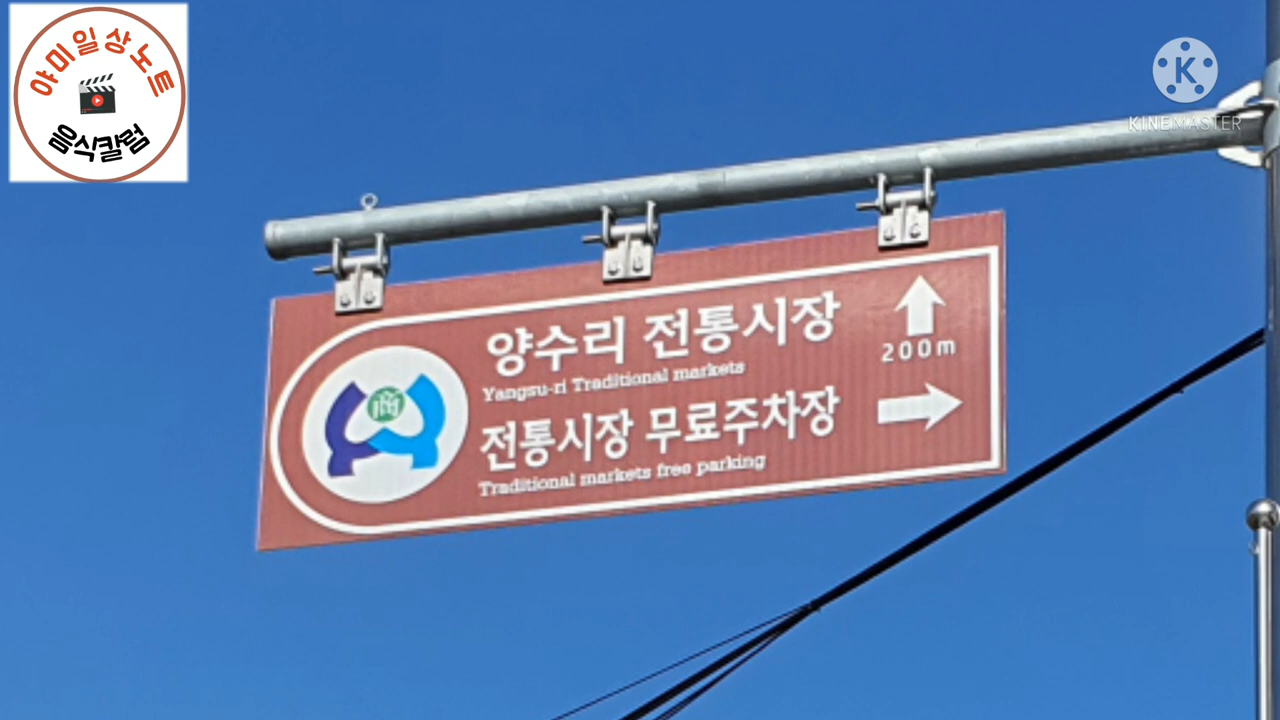 야미일상노트
음식칼럼
K
KINEMASTER
양수리 전통시장
200m
Yangsu-ri Traditional markets
전통시장 무료주차장
Traditional markets free parking
商